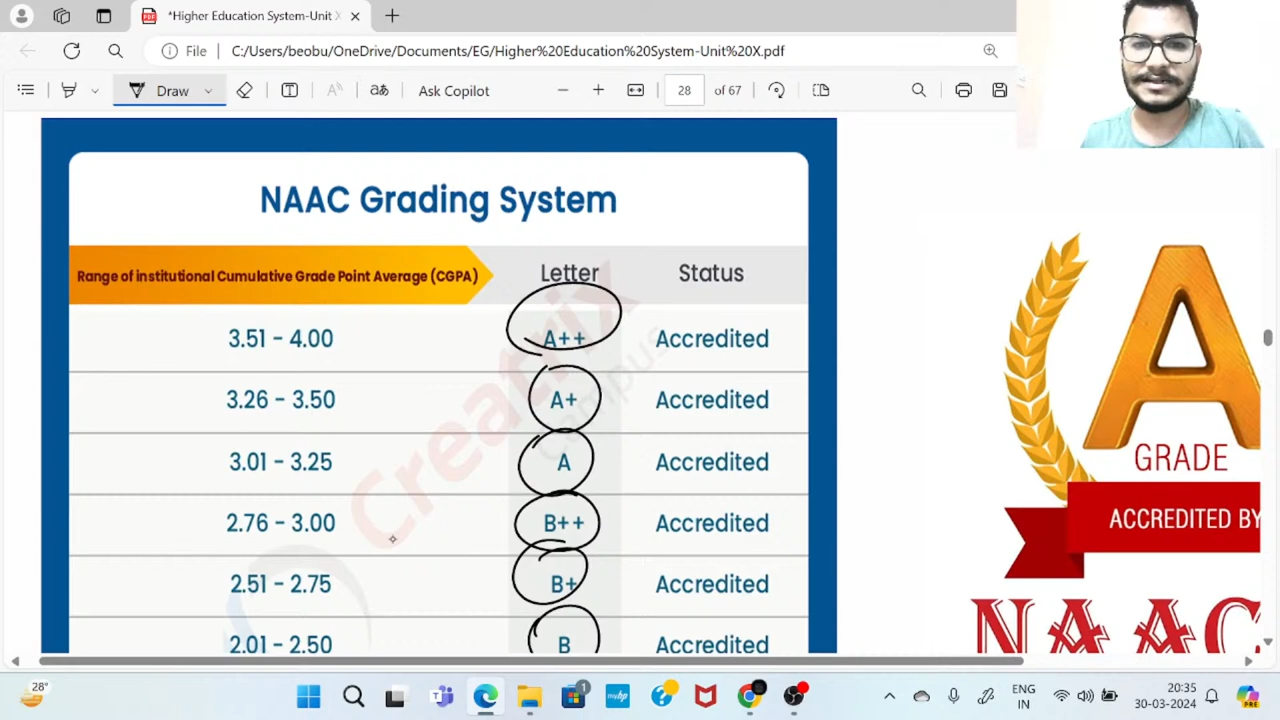 *Higher Education System-Unit X
File C:/Users/beobu/OneDrive/Documents/EG/Higher%20Education%20System-Unit%20X.pdf
Draw Ask Copilot 28 of 67
NAAC Grading System
Range of institutional Cumulative Grade Point Average (CGPA) Letter Status
3.51 - 4.00 A++ Accredited
3.26 - 3.50 A+ Accredited
3.01 - 3.25 A Accredited
2.76 - 3.00 B++ Accredited
2.51 - 2.75 B+ Accredited
2.01 - 2.50 B Accredited
Creatrix
campus
A
GRADE
ACCREDITED BY
NAAC
28°
ENG
IN
20:35
30-03-2024